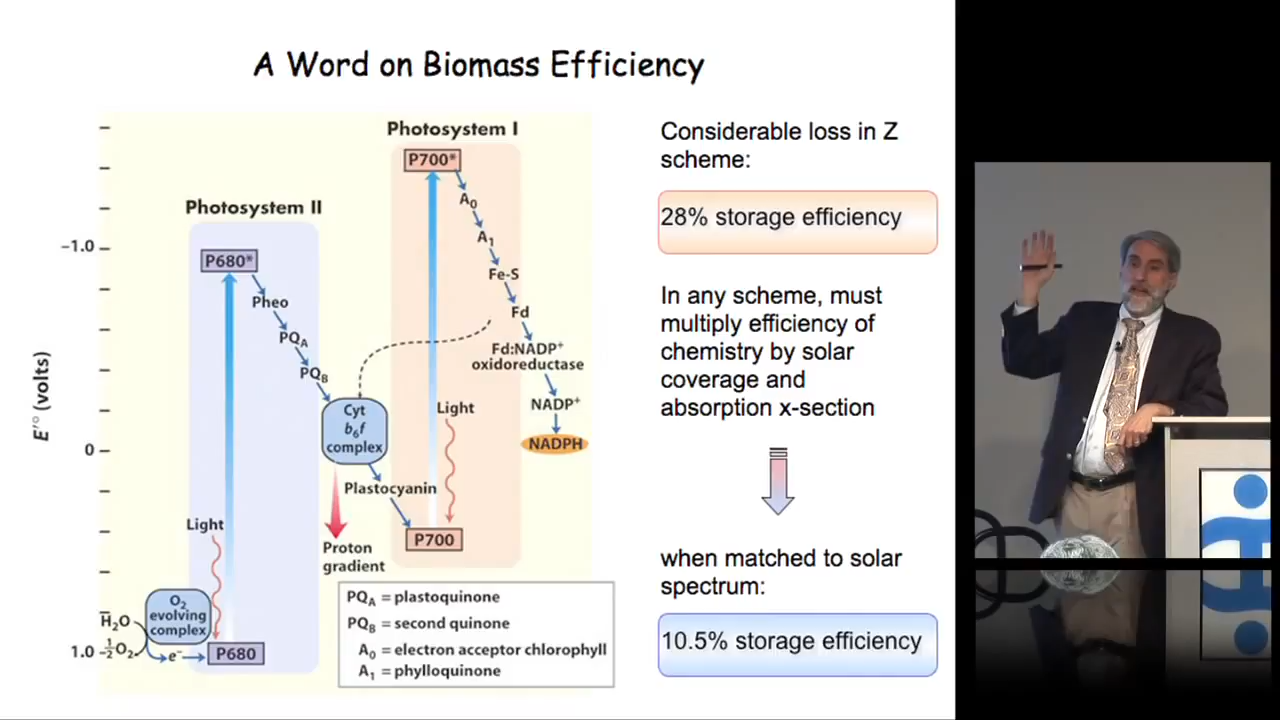 A Word on Biomass Efficiency
Photosystem I
P700*
A0
A1
Fe-S
Fd
Fd:NADP+
oxidoreductase
NADP+
NADPH
Photosystem II
P680*
Pheo
PQA
PQB
Cyt
b6f
complex
Plastocyanin
Light
P700
Proton
gradient
Light
O2
evolving
complex
H2O
½O2
e−
P680
E′° (volts)
−1.0
0
1.0
PQA = plastoquinone
PQB = second quinone
A0 = electron acceptor chlorophyll
A1 = phylloquinone
Considerable loss in Z
scheme:
28% storage efficiency
In any scheme, must
multiply efficiency of
chemistry by solar
coverage and
absorption x-section
when matched to solar
spectrum:
10.5% storage efficiency